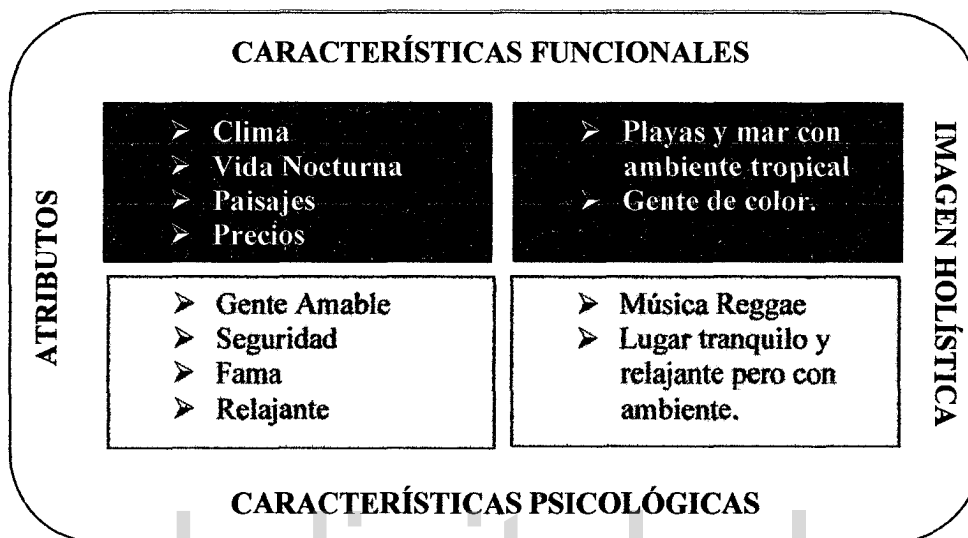 CARACTERÍSTICAS FUNCIONALES
ATRIBUTOS
➢ Clima
➢ Vida Nocturna
➢ Paisajes
➢ Precios
➢ Playas y mar con
ambiente tropical
➢ Gente de color.
➢ Gente Amable
➢ Seguridad
➢ Fama
➢ Relajante
➢ Música Reggae
➢ Lugar tranquilo y
relajante pero con
ambiente.
IMAGEN HOLÍSTICA
CARACTERÍSTICAS PSICOLÓGICAS